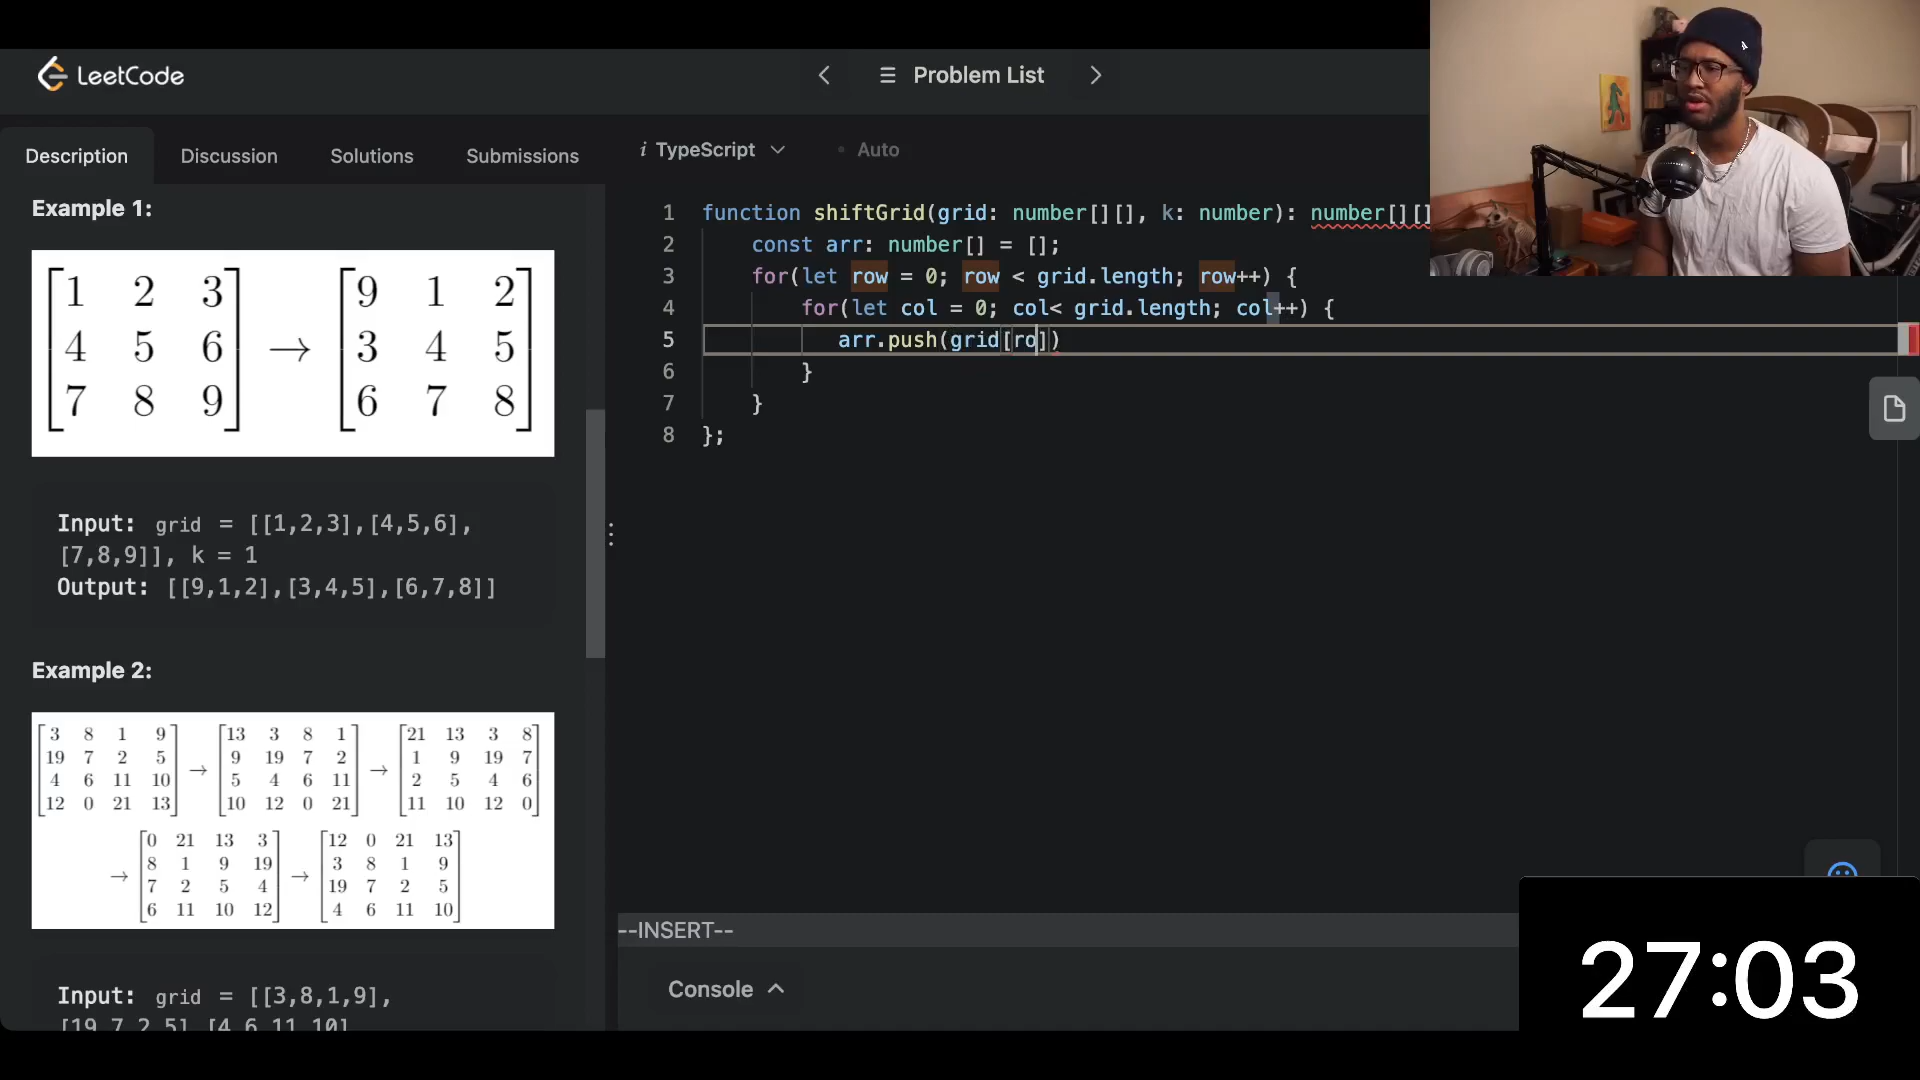 LeetCode
Problem List
Description Discussion Solutions Submissions
i TypeScript • Auto
Example 1:
1 2 3
4 5 6
7 8 9
→
9 1 2
3 4 5
6 7 8
Input: grid = [[1,2,3],[4,5,6],
[7,8,9]], k = 1
Output: [[9,1,2],[3,4,5],[6,7,8]]
Example 2:
3 8 1 9
19 7 2 5
4 6 11 10
12 0 21 13
→
13 3 8 1
9 19 7 2
5 4 6 11
10 12 0 21
→
21 13 3 8
1 9 19 7
2 5 4 6
11 10 12 0
→
0 21 13 3
8 1 9 19
7 2 5 4
6 11 10 12
→
12 0 21 13
3 8 1 9
19 7 2 5
4 6 11 10
Input: grid = [[3,8,1,9],
[19,7,2,5],[4,6,11,10]
1 function shiftGrid(grid: number[][], k: number): number[][]
2 const arr: number[] = [];
3 for(let row = 0; row < grid.length; row++) {
4 for(let col = 0; col< grid.length; col++) {
5 arr.push(grid[ro])
6 }
7 }
8 };
--INSERT--
Console
27:03